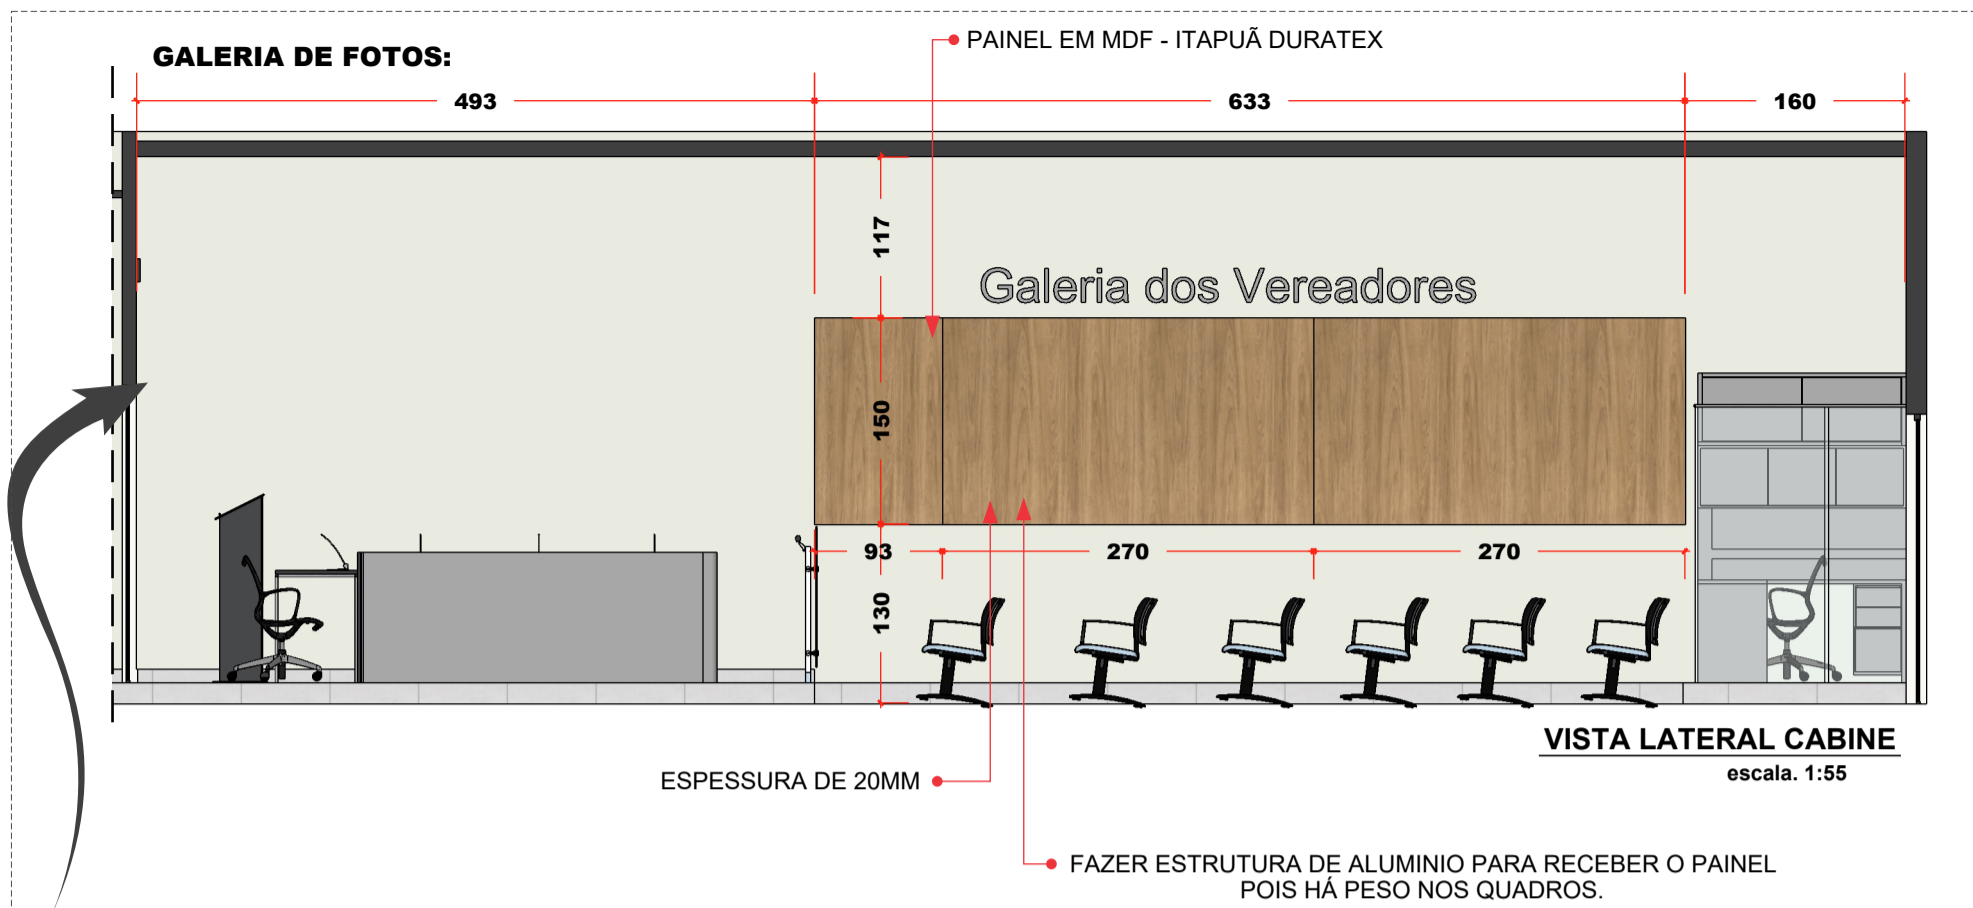 GALERIA DE FOTOS:
PAINEL EM MDF - ITAPUÃ DURATEX
493
633
160
117
Galeria dos Vereadores
150
93
270
270
130
VISTA LATERAL CABINE
escala. 1:55
ESPESSURA DE 20MM
FAZER ESTRUTURA DE ALUMINIO PARA RECEBER O PAINEL
POIS HÁ PESO NOS QUADROS.